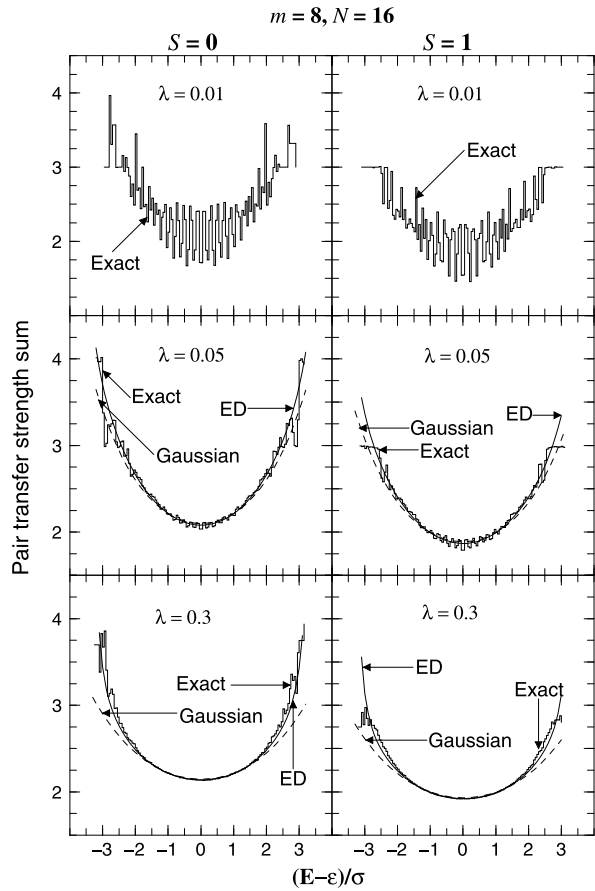 m = 8, N = 16
S = 0
S = 1
λ = 0.01
λ = 0.01
4
3
2
Exact
Exact
λ = 0.05
λ = 0.05
4
3
2
Exact
ED
Gaussian
ED
Gaussian
Exact
Pair transfer strength sum
λ = 0.3
λ = 0.3
4
3
2
Exact
Gaussian
ED
ED
Exact
Gaussian
−3 −2 −1 0 1 2 3
−3 −2 −1 0 1 2 3
(E−ε)/σ